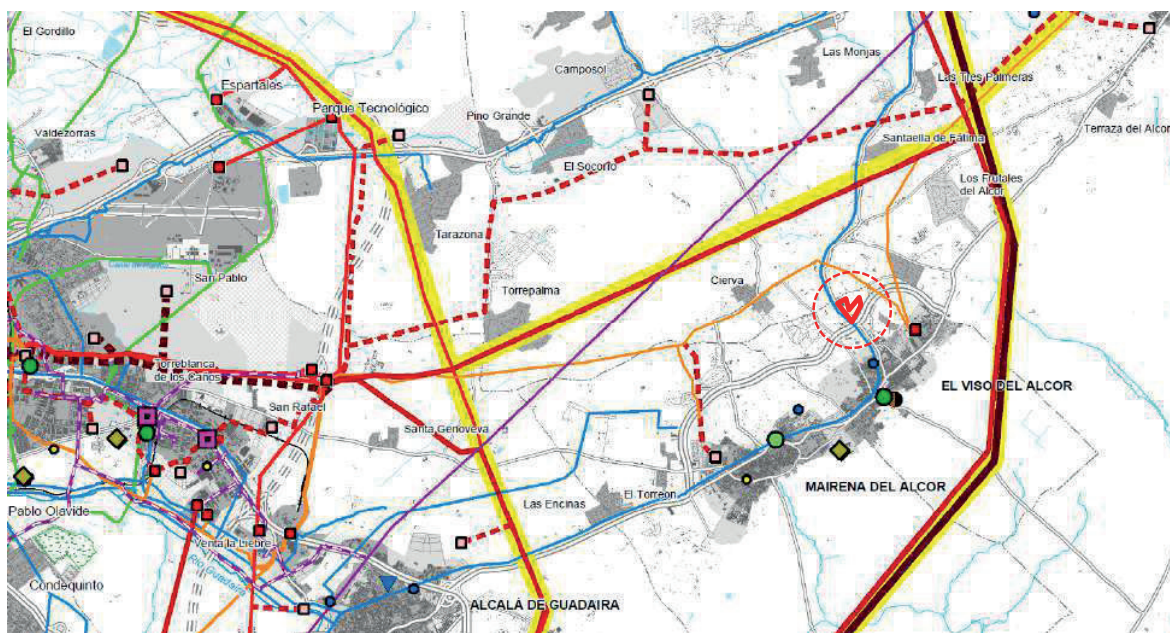 El Gordillo
Las Monjas
Camposol
Espartales
Las Tres Palmeras
Parque Tecnológico
Pino Grande
Terraza del Alcor
Valdezorras
Santaella de Fátima
El Socorro
Los Frutales
del Alcor
Tarazona
San Pablo
Cierva
Torrepalma
Torreblanca
de los Caños
EL VISO DEL ALCOR
San Rafael
Santa Genoveva
MAIRENA DEL ALCOR
El Torreón
Las Encinas
Pablo Olavide
Venta la Liebre
Río Guadaira
Condequinto
ALCALÁ DE GUADAIRA